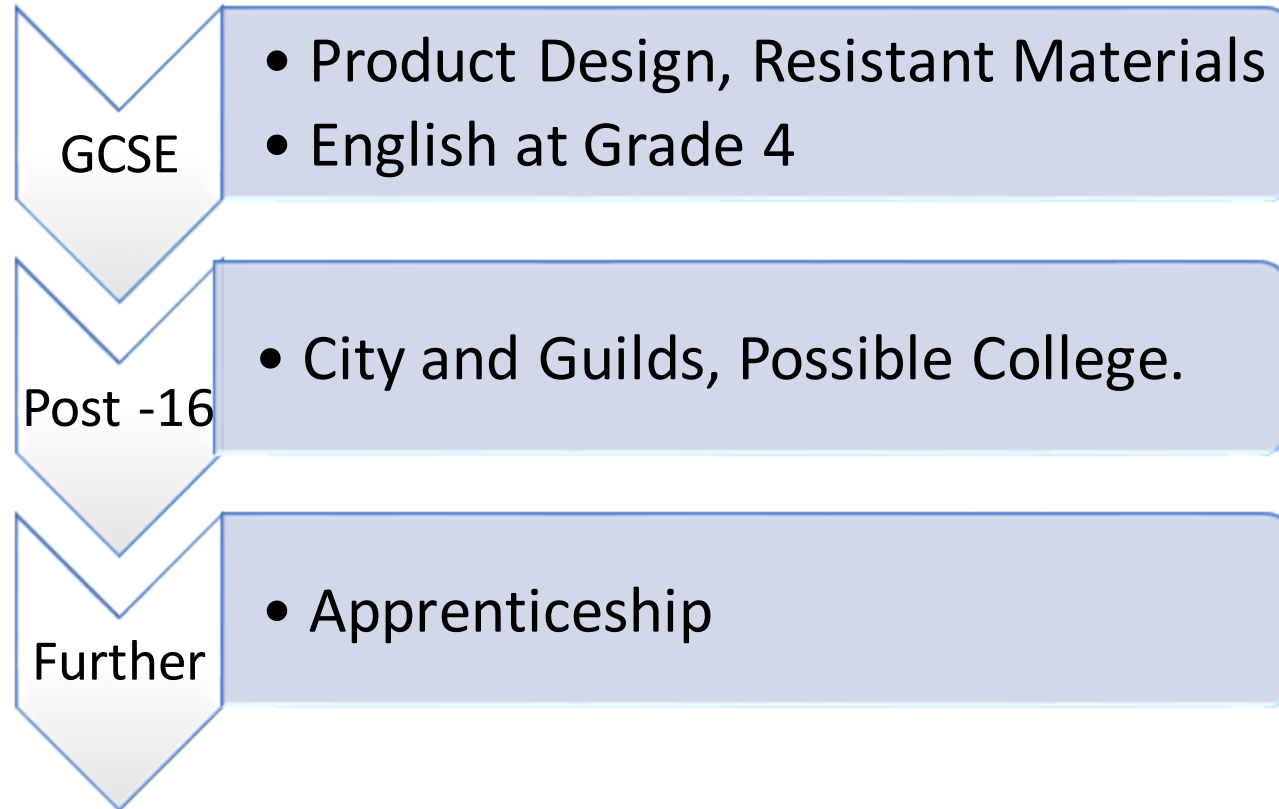 GCSE
• Product Design, Resistant Materials
• English at Grade 4
Post -16
• City and Guilds, Possible College.
Further
• Apprenticeship